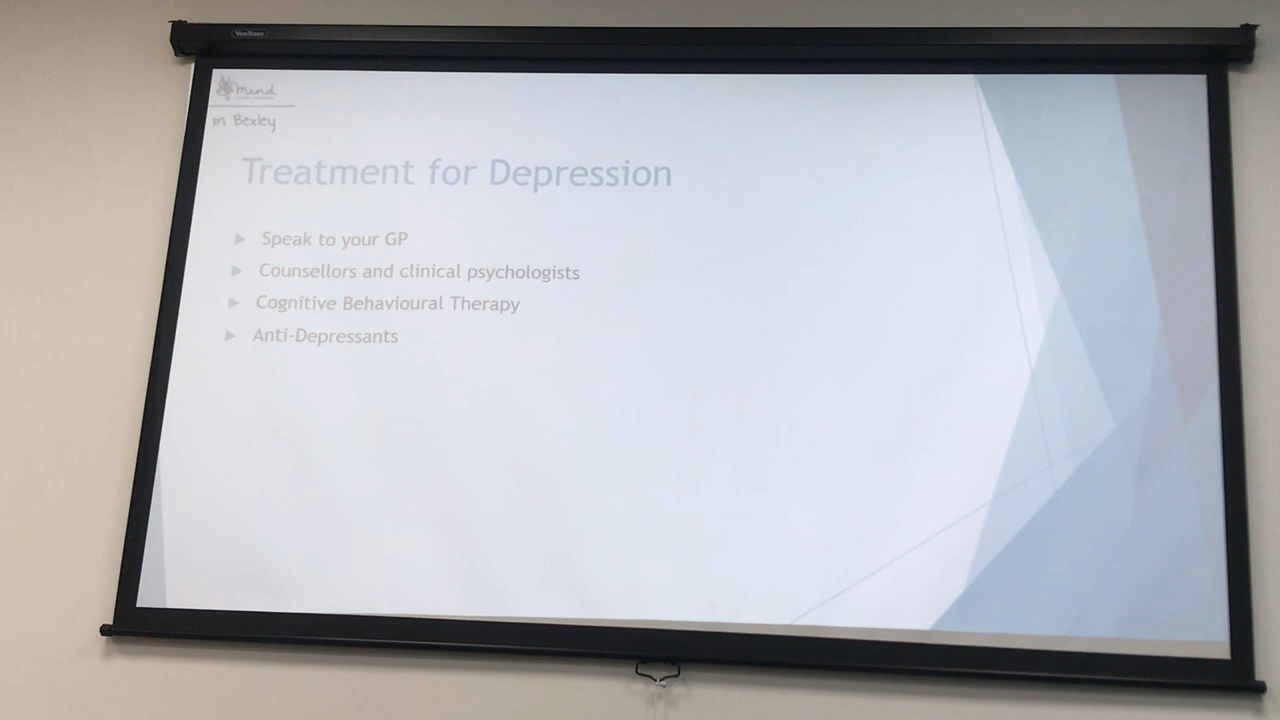 VonHaus
mind
in Bexley
Treatment for Depression
Speak to your GP
Counsellors and clinical psychologists
Cognitive Behavioural Therapy
Anti-Depressants